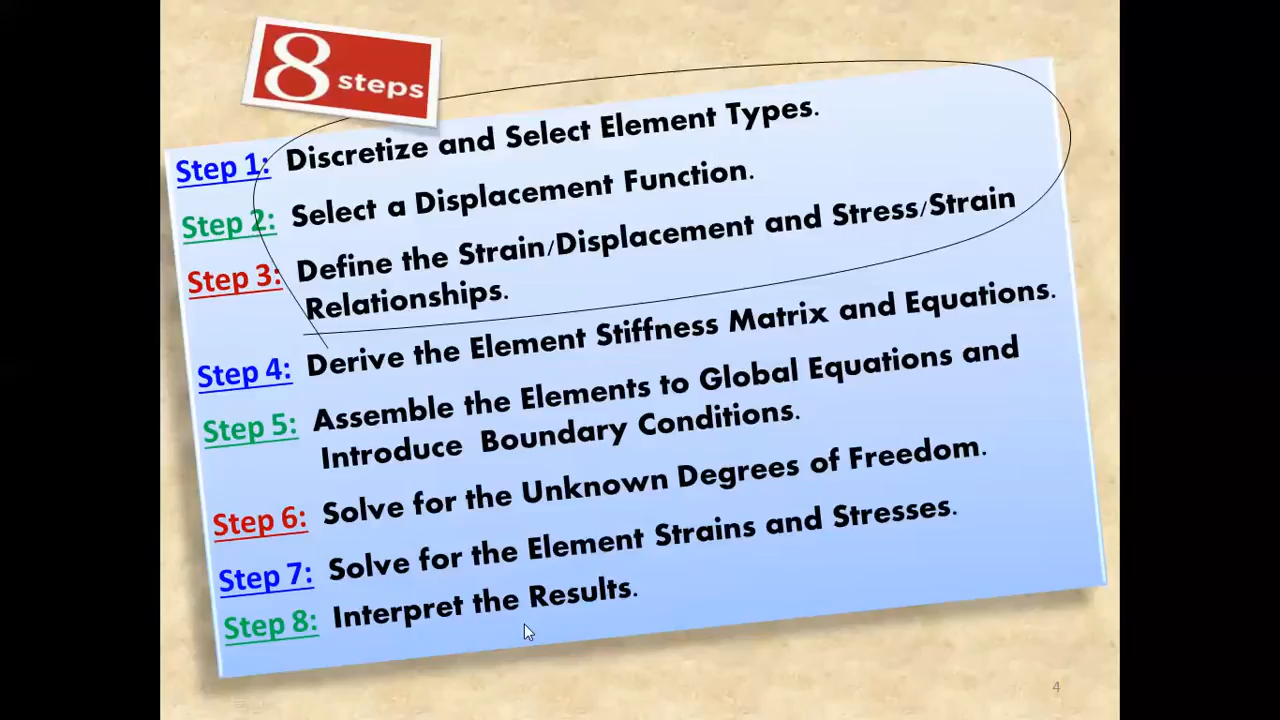 8 steps
Step 1: Discretize and Select Element Types.
Step 2: Select a Displacement Function.
Step 3: Define the Strain/Displacement and Stress/Strain
Relationships.
Step 4: Derive the Element Stiffness Matrix and Equations.
Step 5: Assemble the Elements to Global Equations and
Introduce Boundary Conditions.
Step 6: Solve for the Unknown Degrees of Freedom.
Step 7: Solve for the Element Strains and Stresses.
Step 8: Interpret the Results.
4